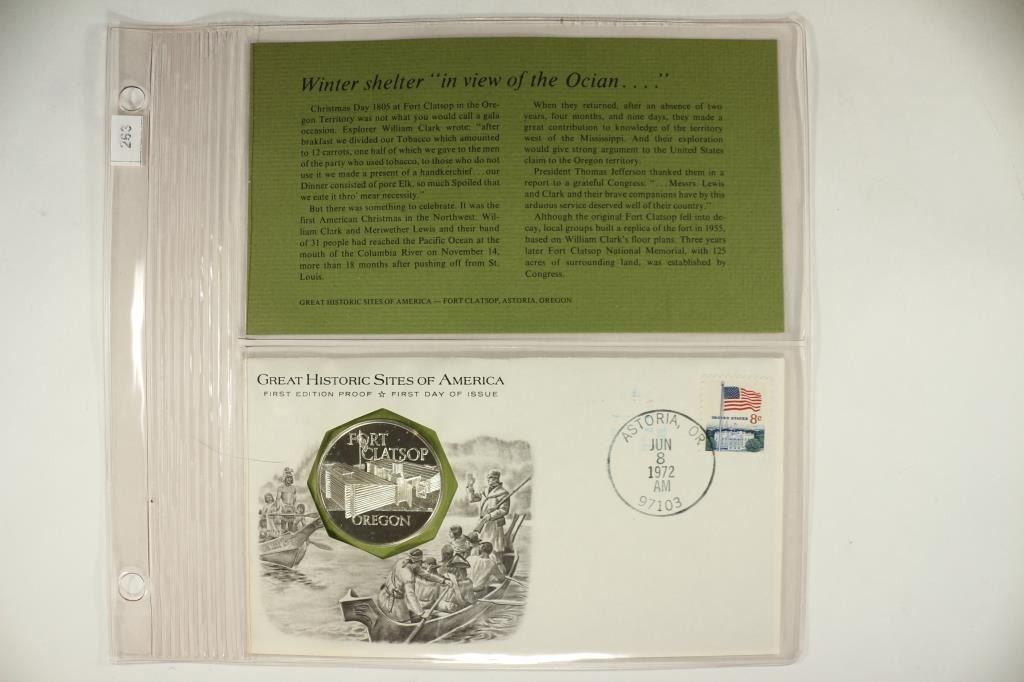 263
Winter shelter "in view of the Ocian . . . ."
Christmas Day 1805 at Fort Clatsop in the Ore-
gon Territory was not what you would call a gala
occasion. Explorer William Clark wrote: "after
brakfast we divided our Tobacco which amounted
to 12 carrots, one half of which we gave to the men
of the party who used tobacco, to those who do not
use it we made a present of a handkerchief . . . our
Dinner consisted of pore Elk, so much Spoiled that
we eate it thro' mear necessity."
But there was something to celebrate. It was the
first American Christmas in the Northwest. Wil-
liam Clark and Meriwether Lewis and their band
of 31 people had reached the Pacific Ocean at the
mouth of the Columbia River on November 14,
more than 18 months after pushing off from St.
Louis.
When they returned, after an absence of two
years, four months, and nine days, they made a
great contribution to knowledge of the territory
west of the Mississippi. And their exploration
would give strong argument to the United States
claim to the Oregon territory.
President Thomas Jefferson thanked them in a
report to a grateful Congress: ". . . Messrs. Lewis
and Clark and their brave companions have by this
arduous service deserved well of their country."
Although the original Fort Clatsop fell into de-
cay, local groups built a replica of the fort in 1955,
based on William Clark's floor plans. Three years
later Fort Clatsop National Memorial, with 125
acres of surrounding land, was established by
Congress.
GREAT HISTORIC SITES OF AMERICA — FORT CLATSOP, ASTORIA, OREGON
GREAT HISTORIC SITES OF AMERICA
FIRST EDITION PROOF ☆ FIRST DAY OF ISSUE
FORT
CLATSOP
OREGON
ASTORIA, OR
JUN
8
1972
AM
97103
UNITED STATES 8c